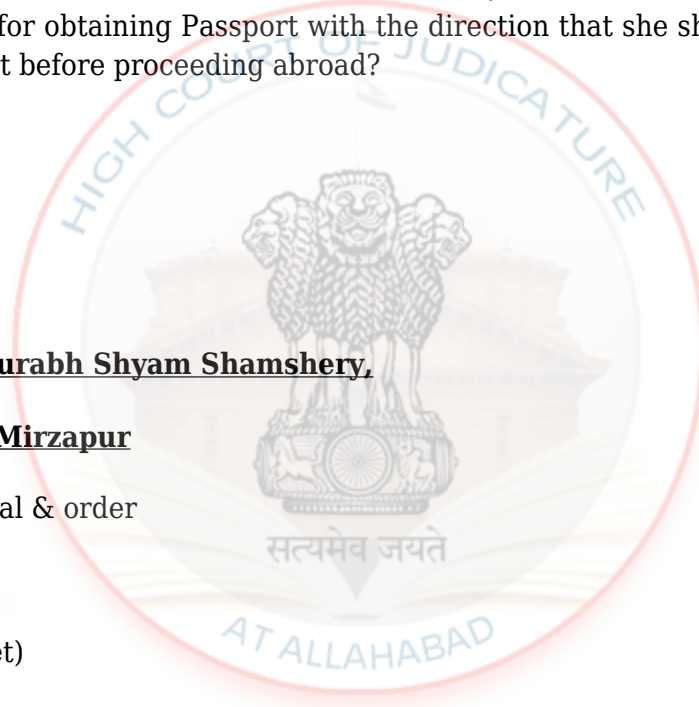 for obtaining Passport with the direction that she sh
t before proceeding abroad?
HIGH COURT OF JUDICATURE
urabh Shyam Shamshery,
Mirzapur
al & order
सत्यमेव जयते
AT ALLAHABAD
et)